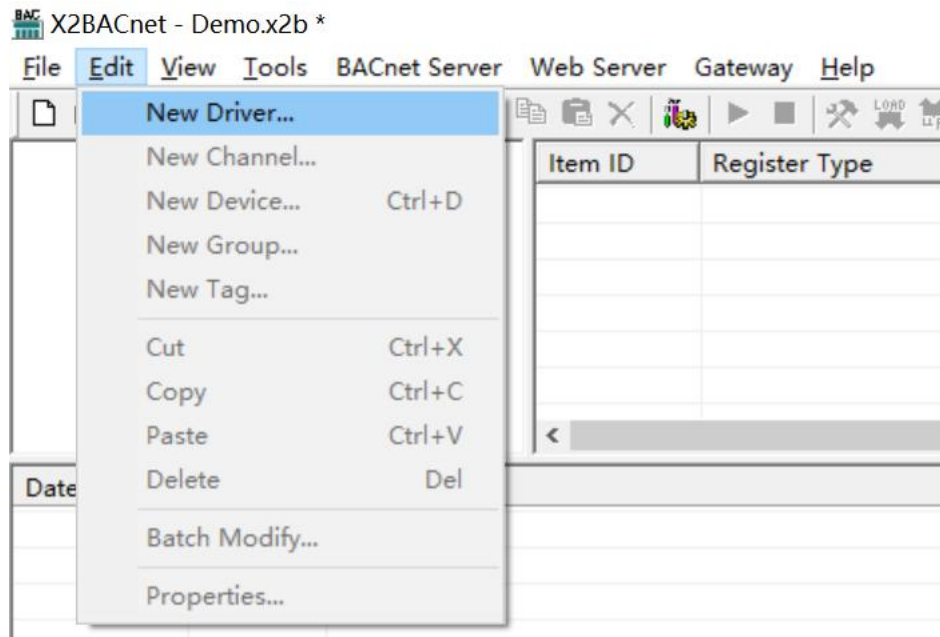 X2BACnet - Demo.x2b *
File Edit View Tools BACnet Server Web Server Gateway Help
New Driver...
New Channel...
New Device... Ctrl+D
New Group...
New Tag...
Cut Ctrl+X
Copy Ctrl+C
Paste Ctrl+V
Delete Del
Batch Modify...
Properties...
LOAD
Item ID Register Type
Date